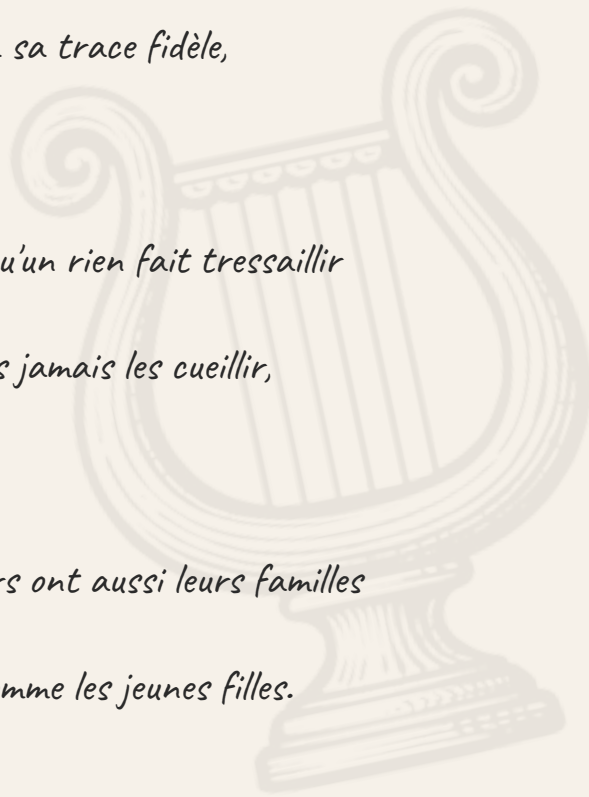 sa trace fidèle,
u'un rien fait tressaillir
s jamais les cueillir,
rs ont aussi leurs familles
mme les jeunes filles.